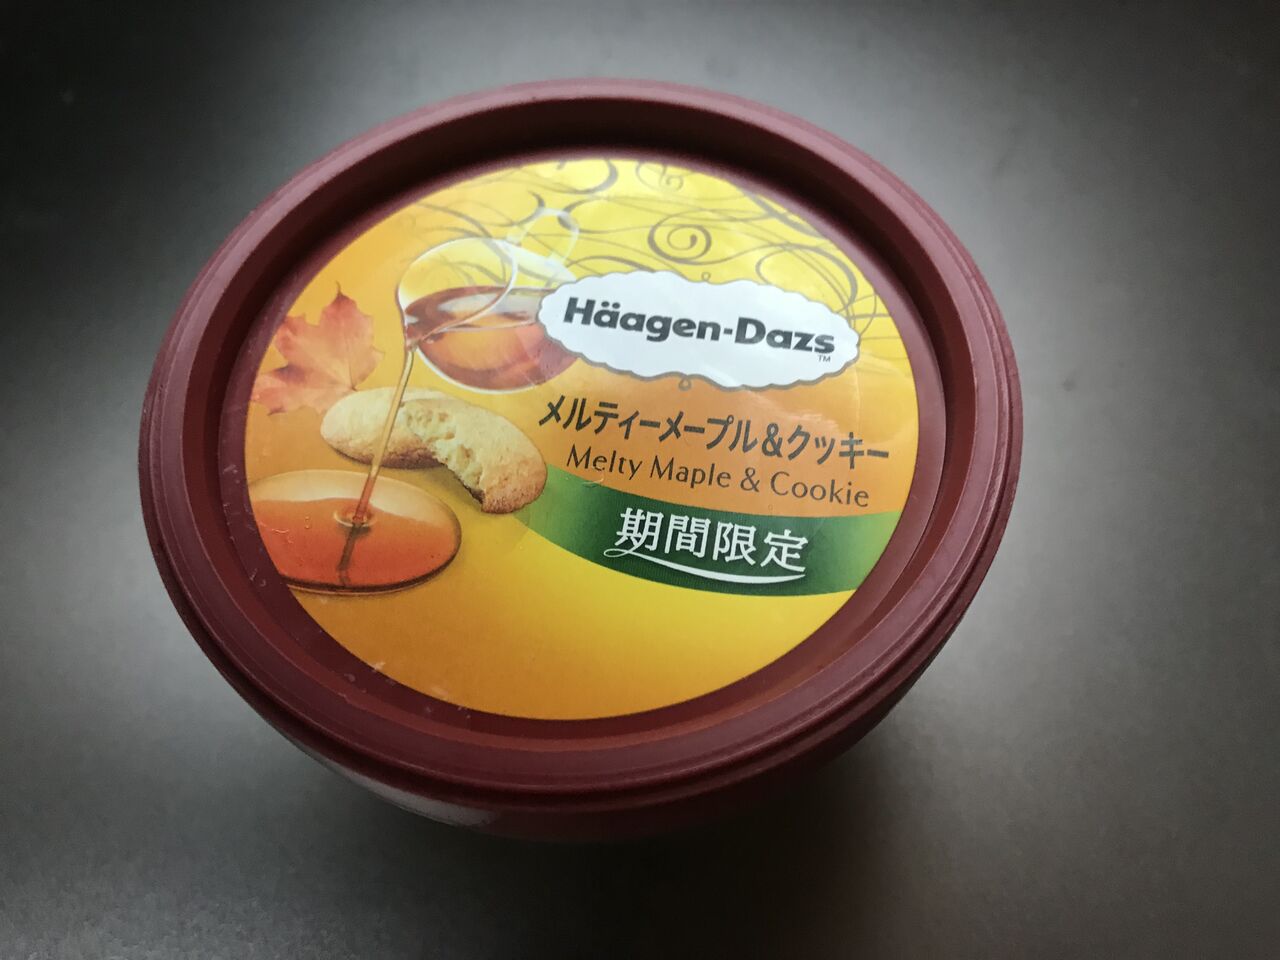 Häagen-Dazs
TM
メルティーメープル&クッキー
Melty Maple & Cookie
期間限定